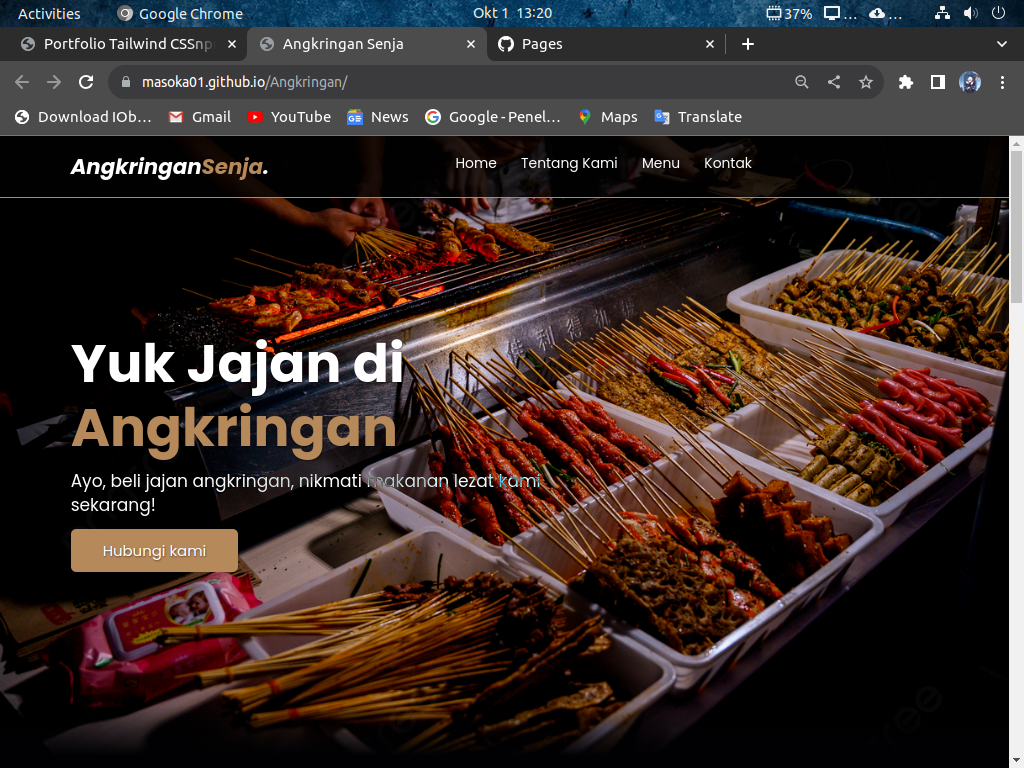 Activities
Google Chrome
Okt 1 13:20
37%
...
...
Portfolio Tailwind CSSnp
Angkringan Senja
Pages
masoka01.github.io/Angkringan/
Download IOb...
Gmail
YouTube
News
Google - Penel...
Maps
Translate
AngkringanSenja.
Home
Tentang Kami
Menu
Kontak
Yuk Jajan di
Angkringan
Ayo, beli jajan angkringan, nikmati makanan lezat kami
sekarang!
Hubungi kami